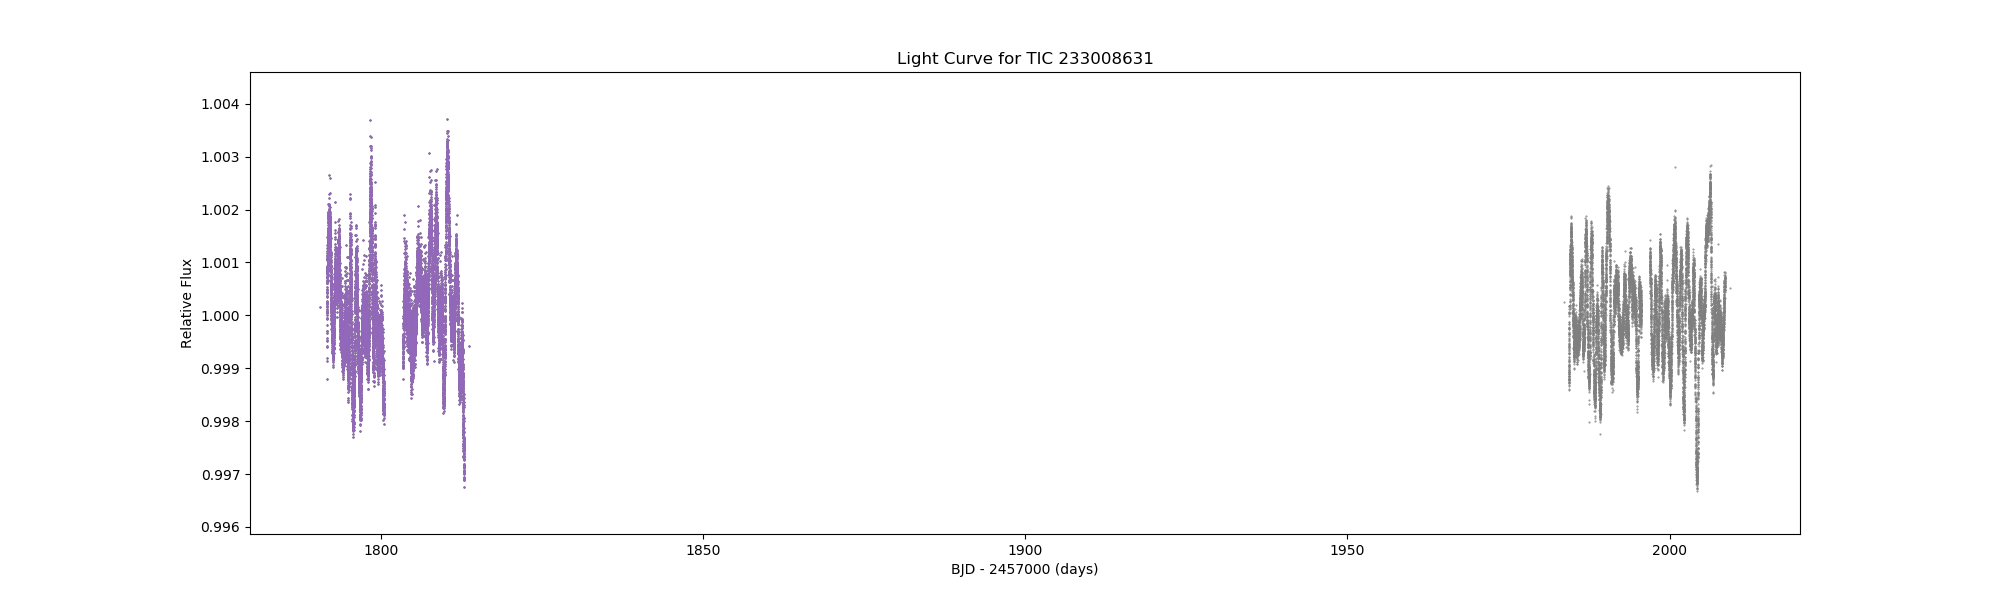 Light Curve for TIC 233008631
Relative Flux
1.004
1.003
1.002
1.001
1.000
0.999
0.998
0.997
0.996
1800 1850 1900 1950 2000
BJD - 2457000 (days)